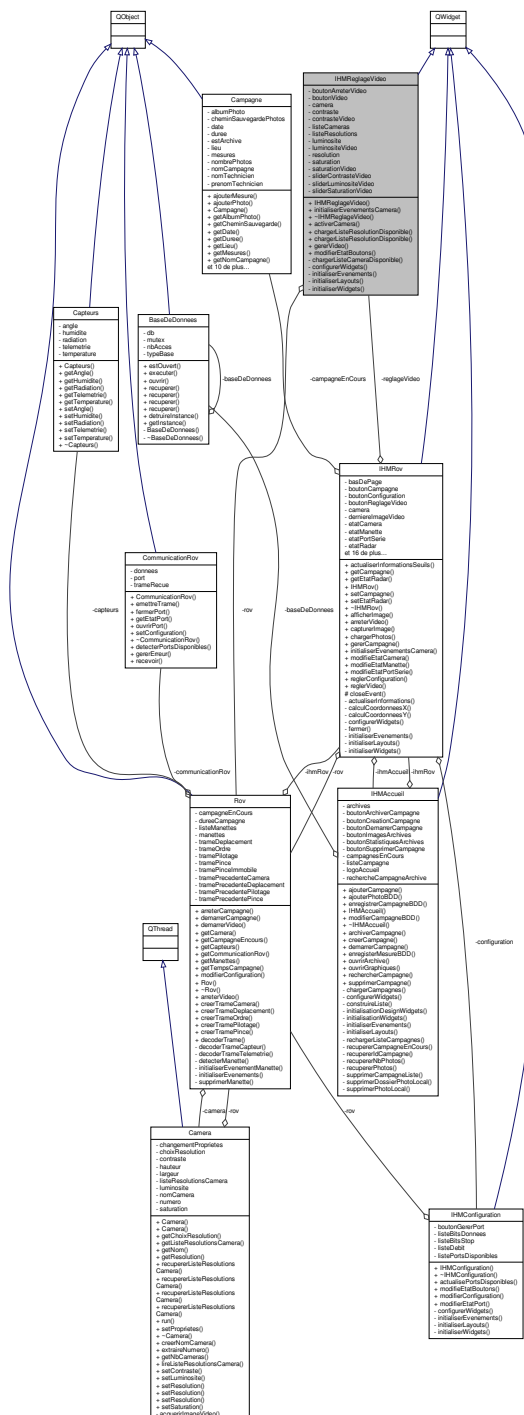 QObject
QWidget
IHMReglageVideo
- boutonArreterVideo
- boutonVideo
- camera
- contraste
- contrasteVideo
- listeCameras
- listeResolutions
- luminosite
- luminositeVideo
- resolution
- saturation
- saturationVideo
- sliderContrasteVideo
- sliderLuminositeVideo
- sliderSaturationVideo
+ IHMReglageVideo()
+ initialiserEvenementsCamera()
+ ~IHMReglageVideo()
+ activerCamera()
+ chargerListeResolutionDisponible()
+ chargerListeResolutionDisponible()
+ gererVideo()
+ modifierEtatBoutons()
- chargerListeCameraDisponible()
- configurerWidgets()
- initialiserEvenements()
- initialiserLayouts()
- initialiserWidgets()
Campagne
- albumPhoto
- cheminSauvegardePhotos
- date
- duree
- estArchive
- lieu
- mesures
- nombrePhotos
- nomCampagne
- nomTechnicien
- prenomTechnicien
+ ajouterMesure()
+ ajouterPhoto()
+ Campagne()
+ getAlbumPhoto()
+ getCheminSauvegarde()
+ getDate()
+ getDuree()
+ getLieu()
+ getMesures()
+ getNomCampagne()
et 10 de plus...
Capteurs
- angle
- humidite
- radiation
- telemetrie
- temperature
+ Capteurs()
+ getAngle()
+ getHumidite()
+ getRadiation()
+ getTelemetrie()
+ getTemperature()
+ setAngle()
+ setHumidite()
+ setRadiation()
+ setTelemetrie()
+ setTemperature()
+ ~Capteurs()
BaseDeDonnees
- db
- mutex
- nbAcces
- typeBase
+ estOuvert()
+ executer()
+ ouvrir()
+ recuperer()
+ recuperer()
+ recuperer()
+ recuperer()
+ detruireInstance()
+ getInstance()
- BaseDeDonnees()
- ~BaseDeDonnees()
-baseDeDonnees
-campagneEnCours
-reglageVideo
IHMRov
- basDePage
- boutonCampagne
- boutonConfiguration
- boutonReglageVideo
- camera
- derniereImageVideo
- etatCamera
- etatManette
- etatPortSerie
- etatRadar
et 16 de plus...
+ actualiserInformationsSeuils()
+ getCampagne()
+ getEtatRadar()
+ IHMRov()
+ setCampagne()
+ setEtatRadar()
+ ~IHMRov()
+ afficherImage()
+ arreterVideo()
+ capturerImage()
+ chargerPhotos()
+ gererCampagne()
+ initialiserEvenementsCamera()
+ modifieEtatCamera()
+ modifieEtatManette()
+ modifieEtatPortSerie()
+ reglerConfiguration()
+ reglerVideo()
# closeEvent()
- actualiserInformations()
- calculCoordonneesX()
- calculCoordonneesY()
- configurerWidgets()
- fermer()
- initialiserEvenements()
- initialiserLayouts()
- initialiserWidgets()
CommunicationRov
- donnees
- port
- trameRecue
+ CommunicationRov()
+ emettreTrame()
+ fermerPort()
+ getEtatPort()
+ ouvrirPort()
+ setConfiguration()
+ ~CommunicationRov()
+ detecterPortsDisponibles()
+ gererErreur()
+ recevoir()
-capteurs
-rov
-baseDeDonnees
-communicationRov
-ihmRov
-rov
-ihmAccueil
-ihmRov
Rov
- campagneEnCours
- dureeCampagne
- listeManettes
- manettes
- trameDeplacement
- trameOrdre
- tramePilotage
- tramePince
- tramePinceImmobile
- tramePrecedenteCamera
- tramePrecedenteDeplacement
- tramePrecedentePilotage
- tramePrecedentePince
+ arreterCampagne()
+ demarrerCampagne()
+ demarrerVideo()
+ getCamera()
+ getCampagneEncours()
+ getCapteurs()
+ getCommunicationRov()
+ getManettes()
+ getTempsCampagne()
+ modifierConfiguration()
+ Rov()
+ ~Rov()
+ arreterVideo()
+ creerTrameCamera()
+ creerTrameDeplacement()
+ creerTrameOrdre()
+ creerTramePilotage()
+ creerTramePince()
+ decoderTrame()
- decoderTrameCapteur()
- decoderTrameTelemetrie()
- detecterManette()
- initialiserEvenementManette()
- initialiserEvenements()
- supprimerManette()
IHMAccueil
- archives
- boutonArchiverCampagne
- boutonCreationCampagne
- boutonDemarrerCampagne
- boutonImagesArchives
- boutonStatistiquesArchives
- boutonSupprimerCampagne
- campagnesEnCours
- listeCampagne
- logoAccueil
- rechercheCampagneArchive
+ ajouterCampagne()
+ ajouterPhotoBDD()
+ enregistrerCampagneBDD()
+ IHMAccueil()
+ modifierCampagneBDD()
+ ~IHMAccueil()
+ archiverCampagne()
+ creerCampagne()
+ demarrerCampagne()
+ enregisterMesureBDD()
+ ouvrirArchive()
+ ouvrirGraphiques()
+ rechercherCampagne()
+ supprimerCampagne()
- chargerCampagnes()
- configurerWidgets()
- construireListe()
- initialisationDesignWidgets()
- initialisationWidgets()
- initialiserEvenements()
- initialiserLayouts()
- rechargerListeCampagnes()
- recupererCampagneEnCours()
- recupererIdCampagne()
- recupererNbPhotos()
- recupererPhotos()
- supprimerCampagneListe()
- supprimerDossierPhotoLocal()
- supprimerPhotoLocal()
-configuration
QThread
-camera
-rov
-rov
Camera
- changementProprietes
- choixResolution
- contraste
- hauteur
- largeur
- listeResolutionsCamera
- luminosite
- nomCamera
- numero
- saturation
+ Camera()
+ Camera()
+ getChoixResolution()
+ getListeResolutionsCamera()
+ getNom()
+ getResolution()
+ recupererListeResolutions
Camera()
+ recupererListeResolutions
Camera()
+ recupererListeResolutions
Camera()
+ recupererListeResolutions
Camera()
+ run()
+ setProprietes()
+ ~Camera()
+ creerNomCamera()
+ extraireNumero()
+ getNbCameras()
+ lireListeResolutionsCamera()
+ setContraste()
+ setLuminosite()
+ setResolution()
+ setResolution()
+ setResolution()
+ setSaturation()
- acquerirImageVideo()
IHMConfiguration
- boutonGererPort
- listeBitsDonnees
- listeBitsStop
- listeDebit
- listePortsDisponibles
+ IHMConfiguration()
+ ~IHMConfiguration()
+ actualisePortsDisponibles()
+ modifieEtatBoutons()
+ modifierConfiguration()
+ modifierEtatPort()
- configurerWidgets()
- initialiserEvenements()
- initialiserLayouts()
- initialiserWidgets()